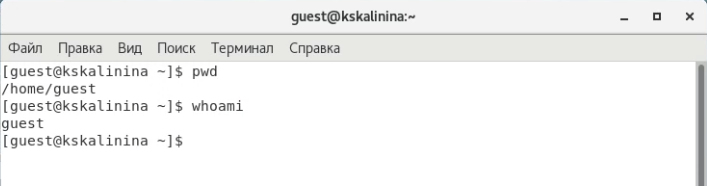 guest@kskalinina:~
Файл Правка Вид Поиск Терминал Справка
[guest@kskalinina ~]$ pwd
/home/guest
[guest@kskalinina ~]$ whoami
guest
[guest@kskalinina ~]$